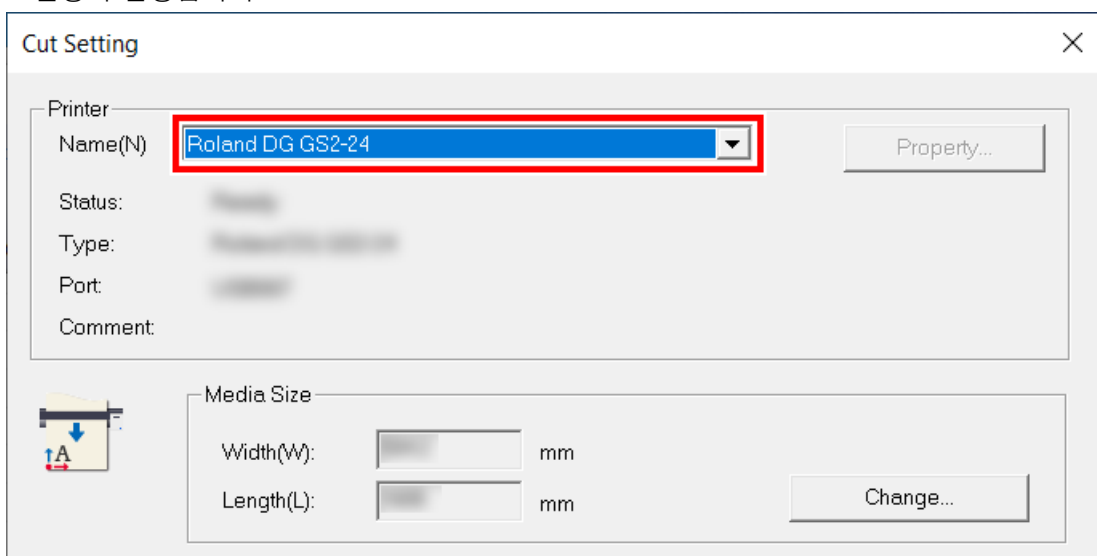 Cut Setting
Printer
Name(N) Roland DG GS2-24 Property...
Status:
Type:
Port:
Comment:
Media Size
A
Width(W): mm
Length(L): mm Change...